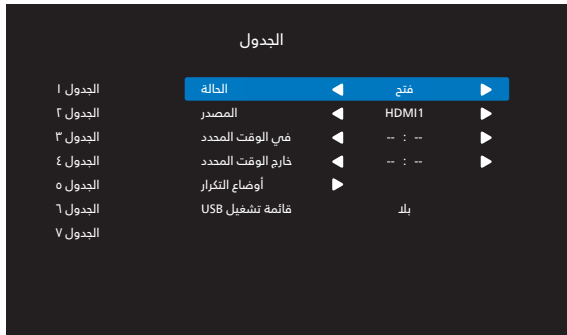 الجدول
الجدول ١ الحالة فتح
الجدول ٢ المصدر HDMI1
الجدول ٣ في الوقت المحدد -- : --
الجدول ٤ خارج الوقت المحدد -- : --
الجدول ٥ أوضاع التكرار
الجدول ٦ قائمة تشغيل USB بلا
الجدول ٧